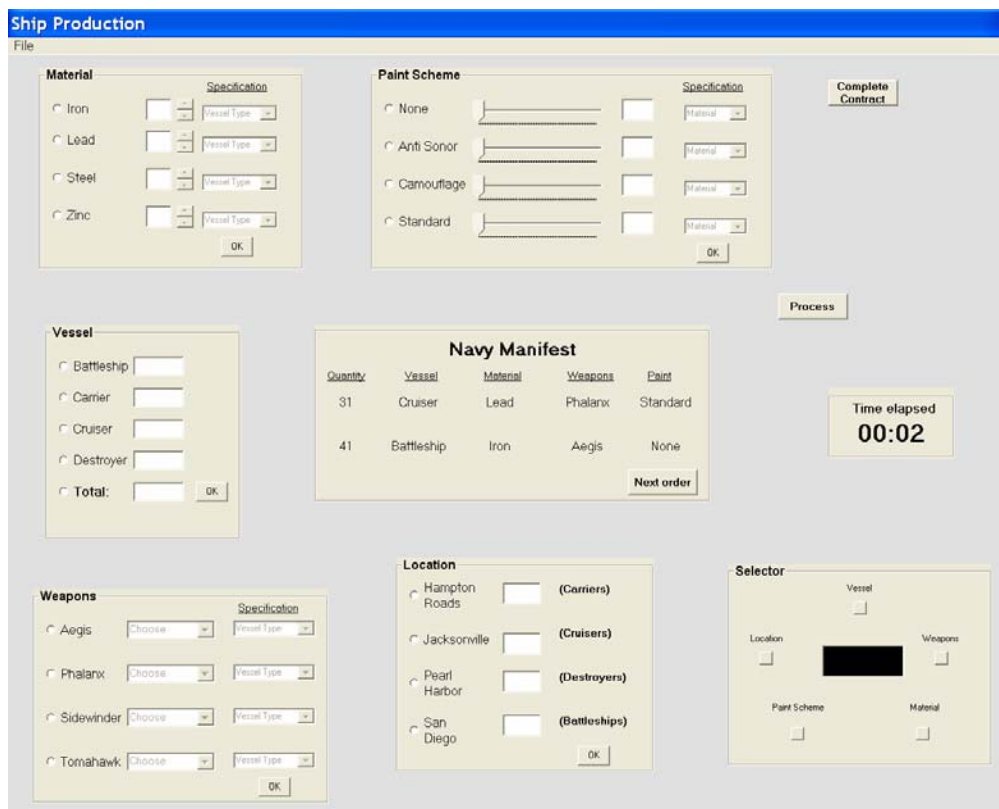 Ship Production
File
Material
Specification
Iron Vessel Type
Lead Vessel Type
Steel Vessel Type
Zinc Vessel Type
OK
Paint Scheme
Specification
None Material
Anti Sonor Material
Camouflage Material
Standard Material
OK
Complete
Contract
Process
Vessel
Battleship
Carrier
Cruiser
Destroyer
Total: OK
Navy Manifest
Quantity Vessel Material Weapons Paint
31 Cruiser Lead Phalanx Standard
41 Battleship Iron Aegis None
Next order
Time elapsed
00:02
Weapons
Specification
Aegis Choose Vessel Type
Phalanx Choose Vessel Type
Sidewinder Choose Vessel Type
Tomahawk Choose Vessel Type
OK
Location
Hampton
Roads (Carriers)
Jacksonville (Cruisers)
Pearl
Harbor (Destroyers)
San
Diego (Battleships)
OK
Selector
Vessel
Location Weapons
Paint Scheme Material